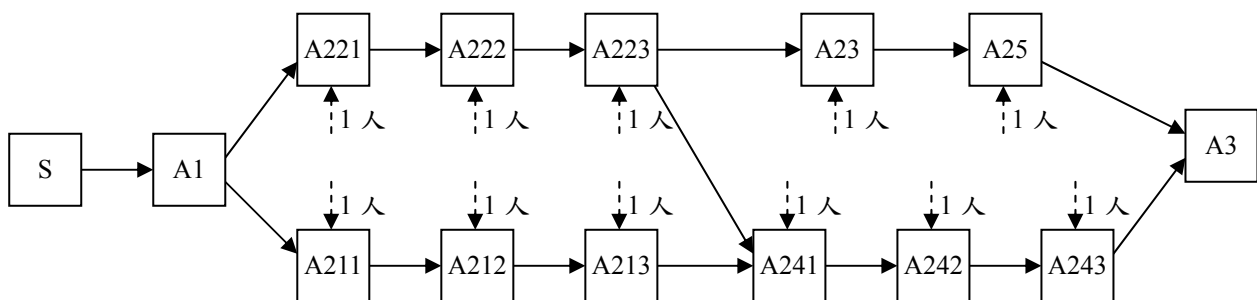 A221 A222 A223 A23 A25
1 人 1 人 1 人 1 人 1 人
S A1 A3
1 人 1 人 1 人 1 人 1 人 1 人
A211 A212 A213 A241 A242 A243